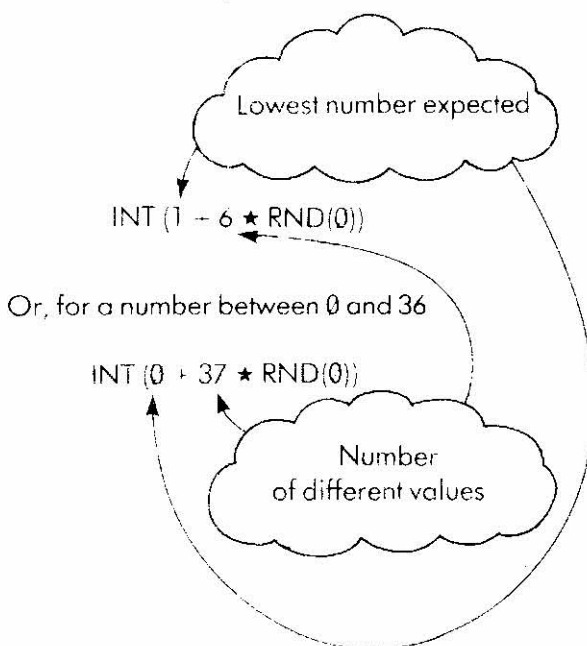 Lowest number expected
INT (1 + 6 ★ RND(0))
Or, for a number between 0 and 36
INT (0 + 37 ★ RND(0))
Number
of different values